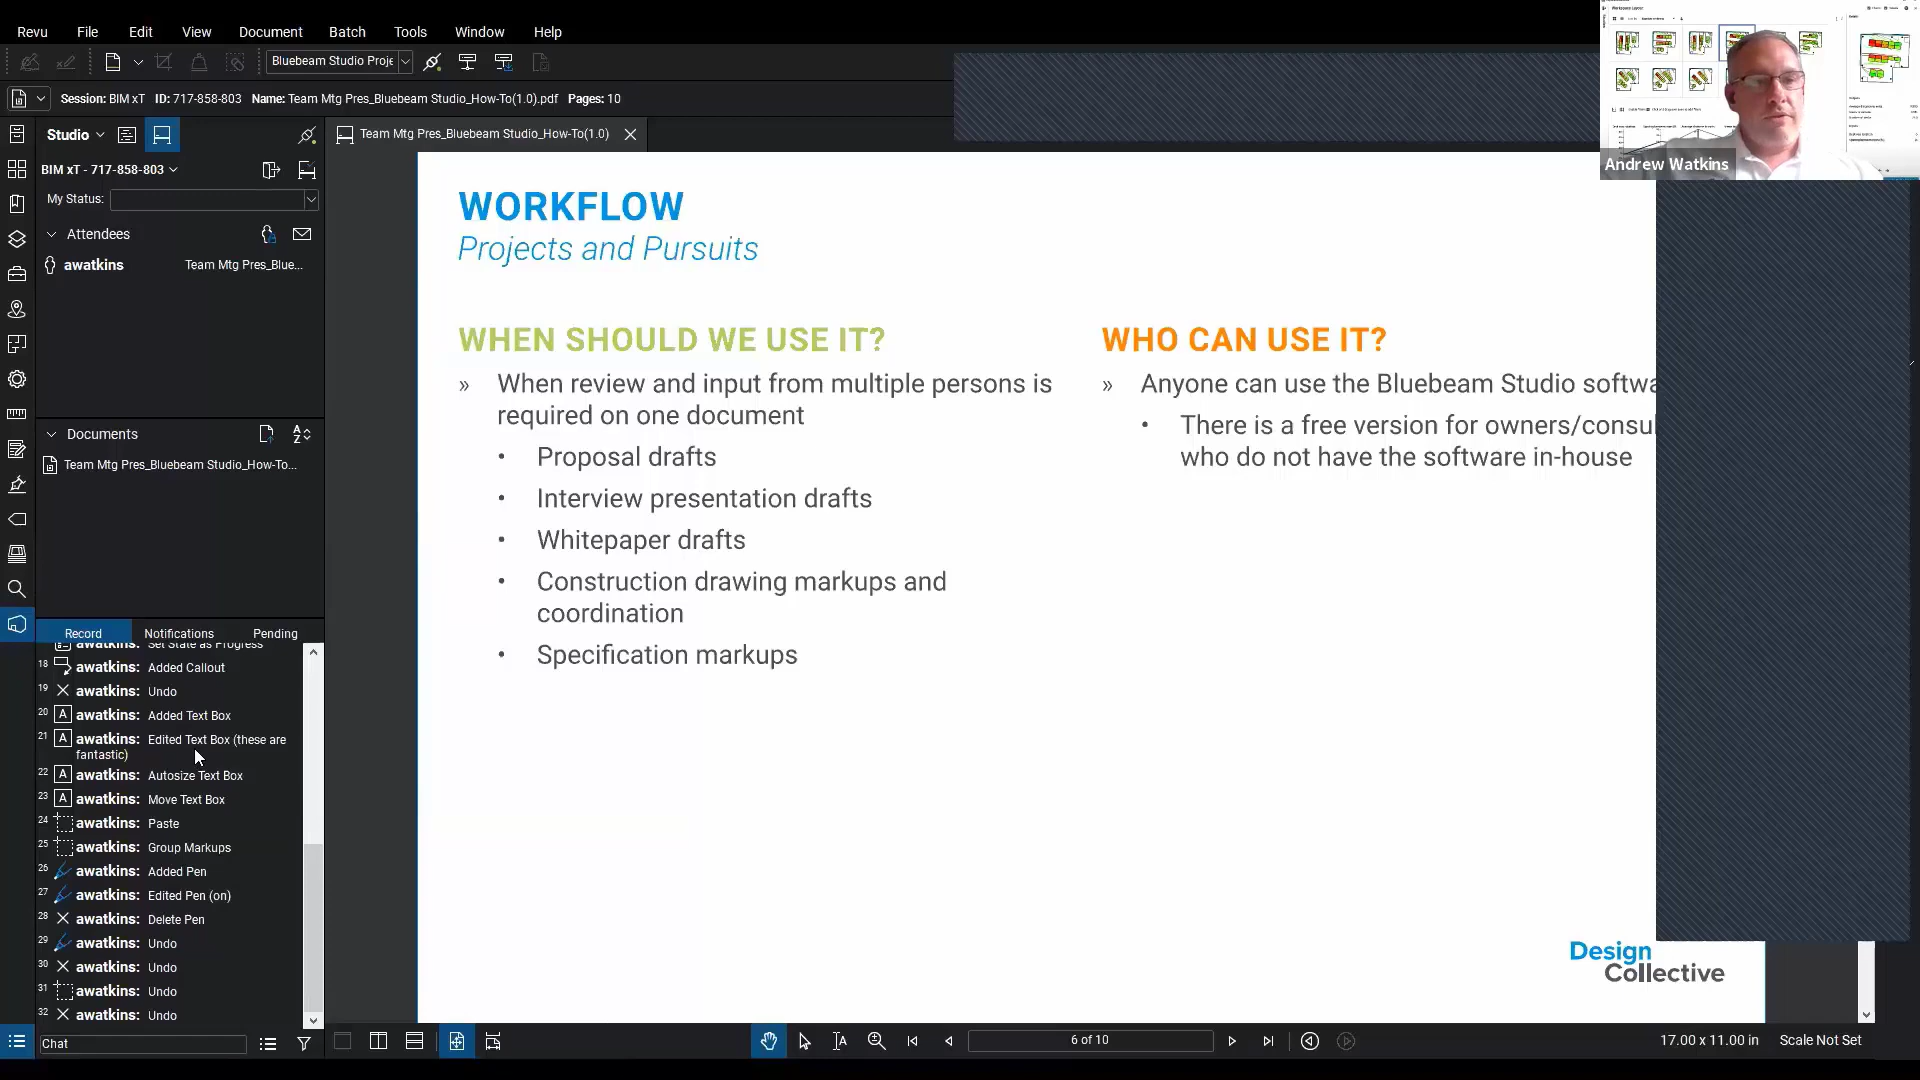 Revu File Edit View Document Batch Tools Window Help
Bluebeam Studio Proje
Session: BIM xT - ID: 717-858-803 Name: Team Mtg Pres_Bluebeam Studio_How-To(1.0).pdf Pages: 10
Andrew Watkins
Studio
Team Mtg Pres_Bluebeam Studio_How-To(1.0)
BIM xT - 717-858-803
My Status:
Attendees
awatkins Team Mtg Pres_Blue...
Documents
Team Mtg Pres_Bluebeam Studio_How-To...
Record Notifications Pending
awatkins: Set State as Progress
18 awatkins: Added Callout
19 awatkins: Undo
20 awatkins: Added Text Box
21 awatkins: Edited Text Box (these are
fantastic)
22 awatkins: Autosize Text Box
23 awatkins: Move Text Box
24 awatkins: Paste
25 awatkins: Group Markups
26 awatkins: Added Pen
27 awatkins: Edited Pen (on)
28 awatkins: Delete Pen
29 awatkins: Undo
30 awatkins: Undo
31 awatkins: Undo
32 awatkins: Undo
Chat
WORKFLOW
Projects and Pursuits
WHEN SHOULD WE USE IT?
» When review and input from multiple persons is
required on one document
• Proposal drafts
• Interview presentation drafts
• Whitepaper drafts
• Construction drawing markups and
coordination
• Specification markups
WHO CAN USE IT?
» Anyone can use the Bluebeam Studio softwa
• There is a free version for owners/consul
who do not have the software in-house
Design
Collective
6 of 10
17.00 x 11.00 in Scale Not Set